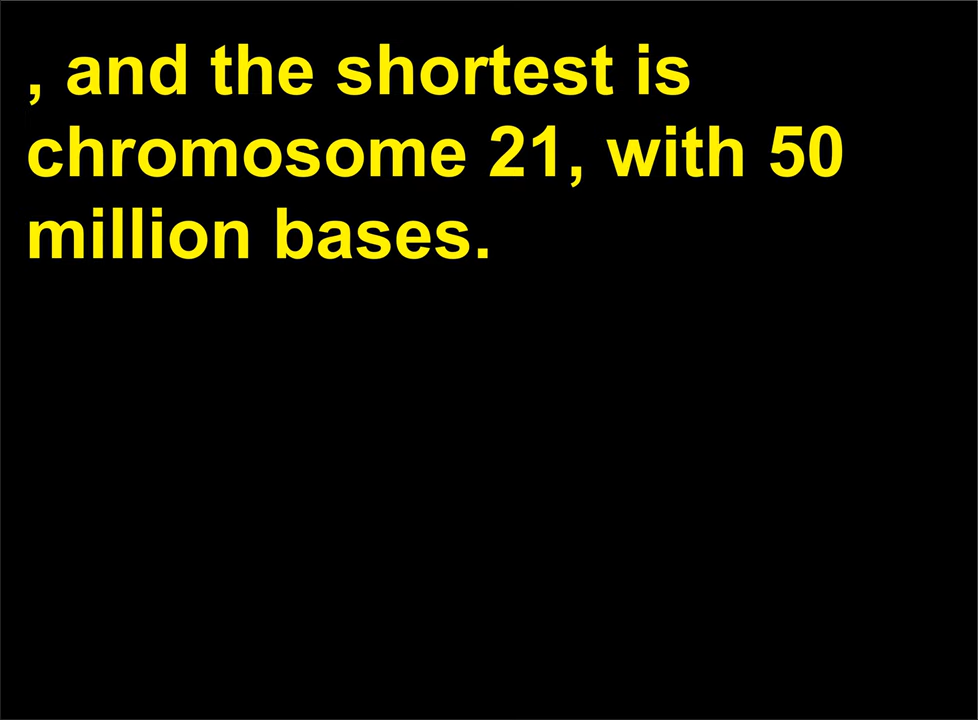 , and the shortest is
chromosome 21, with 50
million bases.